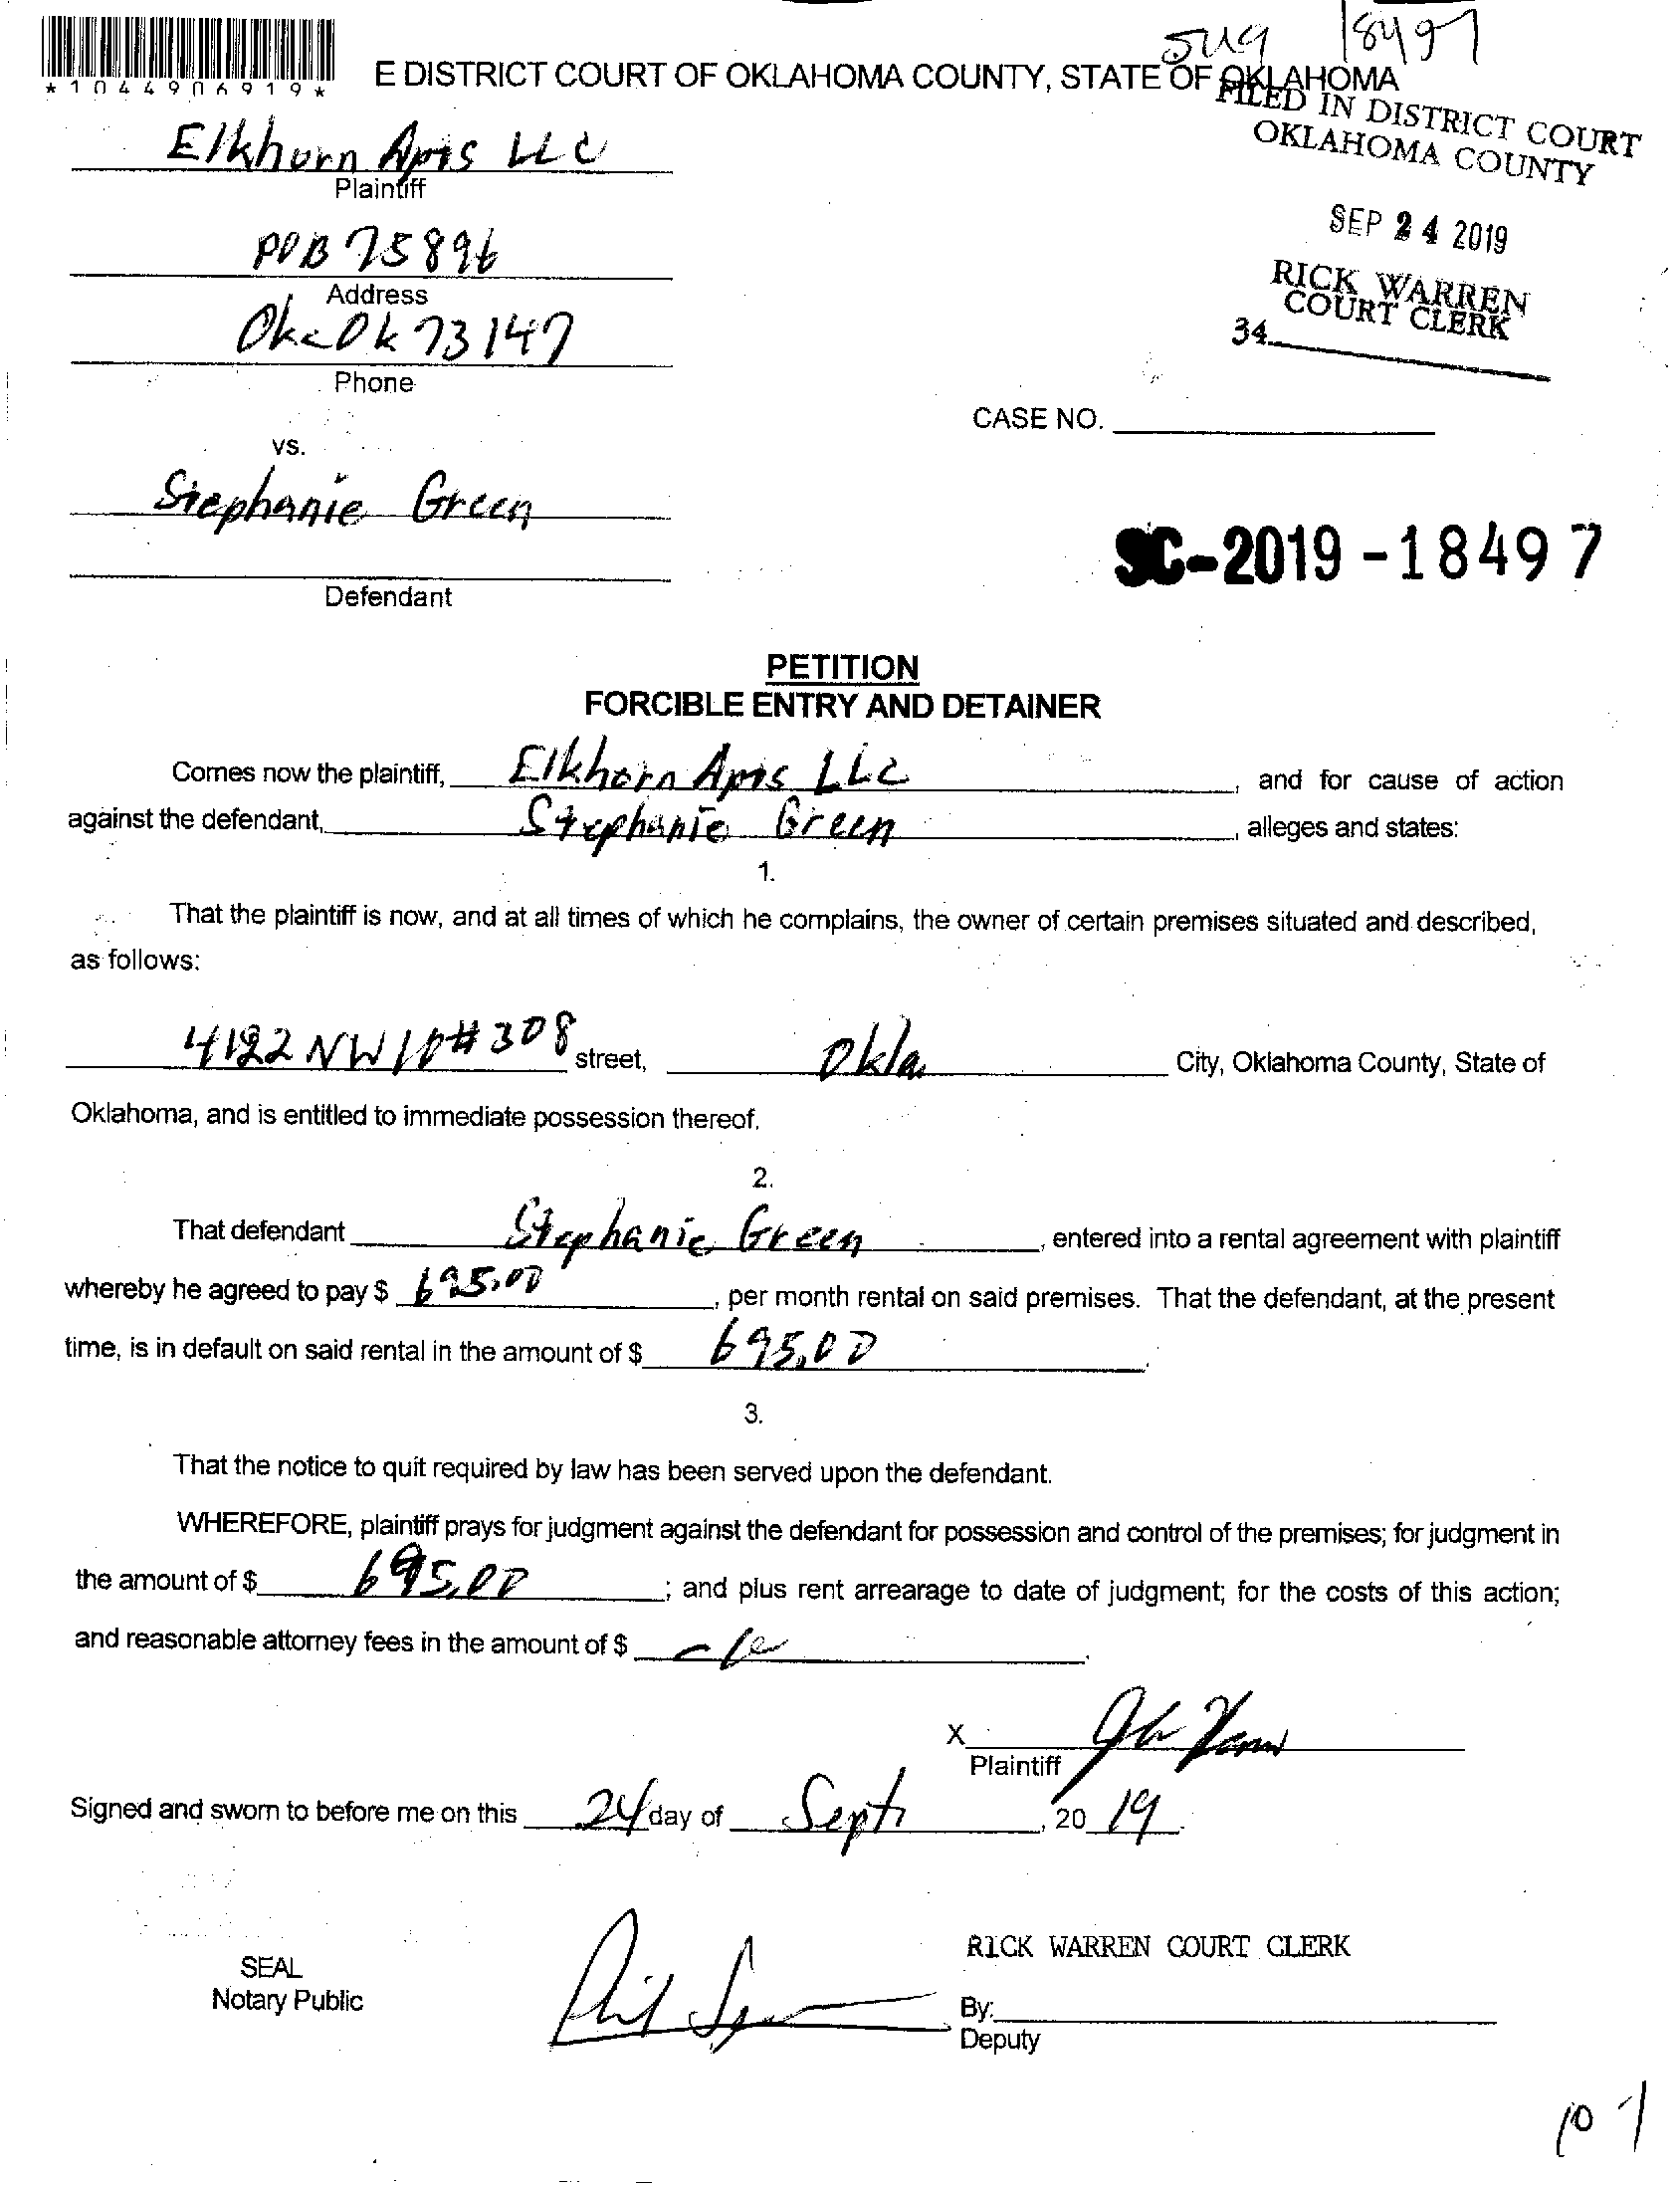 5119 18497
*1044906919*
E DISTRICT COURT OF OKLAHOMA COUNTY, STATE OF OKLAHOMA
FILED IN DISTRICT COURT
OKLAHOMA COUNTY
Elkhorn Apts LLC
Plaintiff
SEP 24 2019
POB 75896
RICK WARREN
COURT CLERK
Address
34
Okc Ok 73147
Phone
CASE NO.
vs.
Stephanie Green
SC-2019-18497
Defendant
PETITION
FORCIBLE ENTRY AND DETAINER
Comes now the plaintiff, Elkhorn Apts LLC, and for cause of action
against the defendant, Stephanie Green, alleges and states:
1.
That the plaintiff is now, and at all times of which he complains, the owner of certain premises situated and described,
as follows:
4122 NW 10 # 308 street, Okla. City, Oklahoma County, State of
Oklahoma, and is entitled to immediate possession thereof.
2.
That defendant Stephanie Green, entered into a rental agreement with plaintiff
whereby he agreed to pay $ 695.00, per month rental on said premises. That the defendant, at the present
time, is in default on said rental in the amount of $ 695.00.
3.
That the notice to quit required by law has been served upon the defendant.
WHEREFORE, plaintiff prays for judgment against the defendant for possession and control of the premises; for judgment in
the amount of $ 695.00; and plus rent arrearage to date of judgment; for the costs of this action;
and reasonable attorney fees in the amount of $
X
Plaintiff
Signed and sworn to before me on this 24 day of Sept, 20 19.
RICK WARREN COURT CLERK
SEAL
Notary Public
By:
Deputy